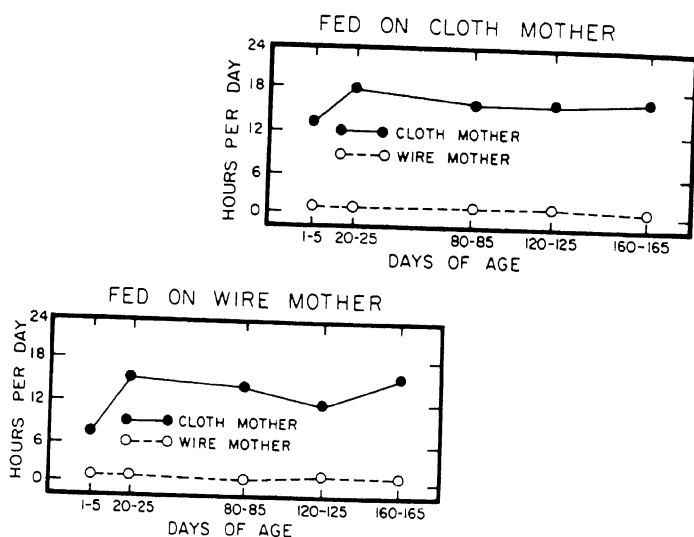 FED ON CLOTH MOTHER
HOURS PER DAY
24
18
12
6
0
CLOTH MOTHER
WIRE MOTHER
1-5 20-25 80-85 120-125 160-165
DAYS OF AGE
FED ON WIRE MOTHER
HOURS PER DAY
24
18
12
6
0
CLOTH MOTHER
WIRE MOTHER
1-5 20-25 80-85 120-125 160-165
DAYS OF AGE